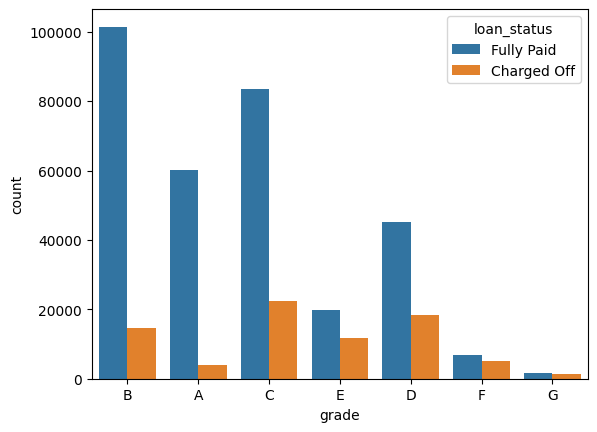 loan_status
Fully Paid
Charged Off
100000
80000
60000
40000
20000
0
count
B A C E D F G
grade